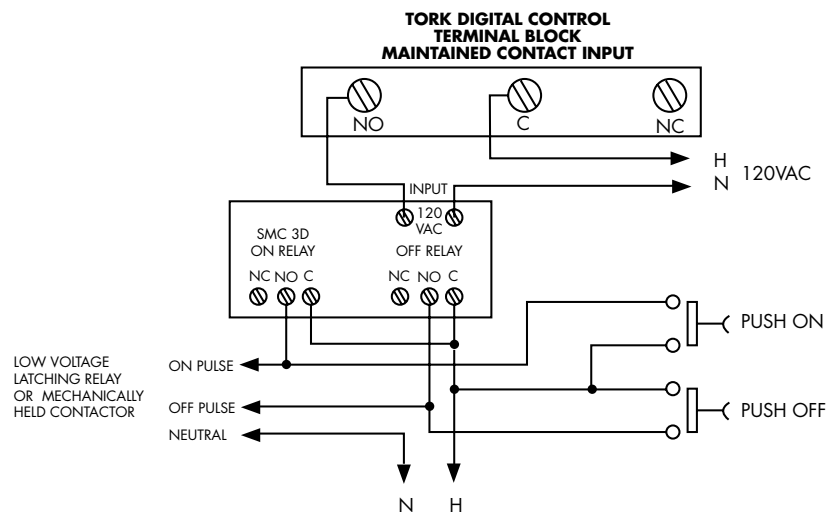 TORK DIGITAL CONTROL
TERMINAL BLOCK
MAINTAINED CONTACT INPUT
NO
C
NC
H
N
120VAC
INPUT
120
VAC
SMC 3D
ON RELAY
OFF RELAY
NC NO C
NC NO C
PUSH ON
LOW VOLTAGE
LATCHING RELAY
OR MECHANICALLY
HELD CONTACTOR
ON PULSE
OFF PULSE
NEUTRAL
PUSH OFF
N
H